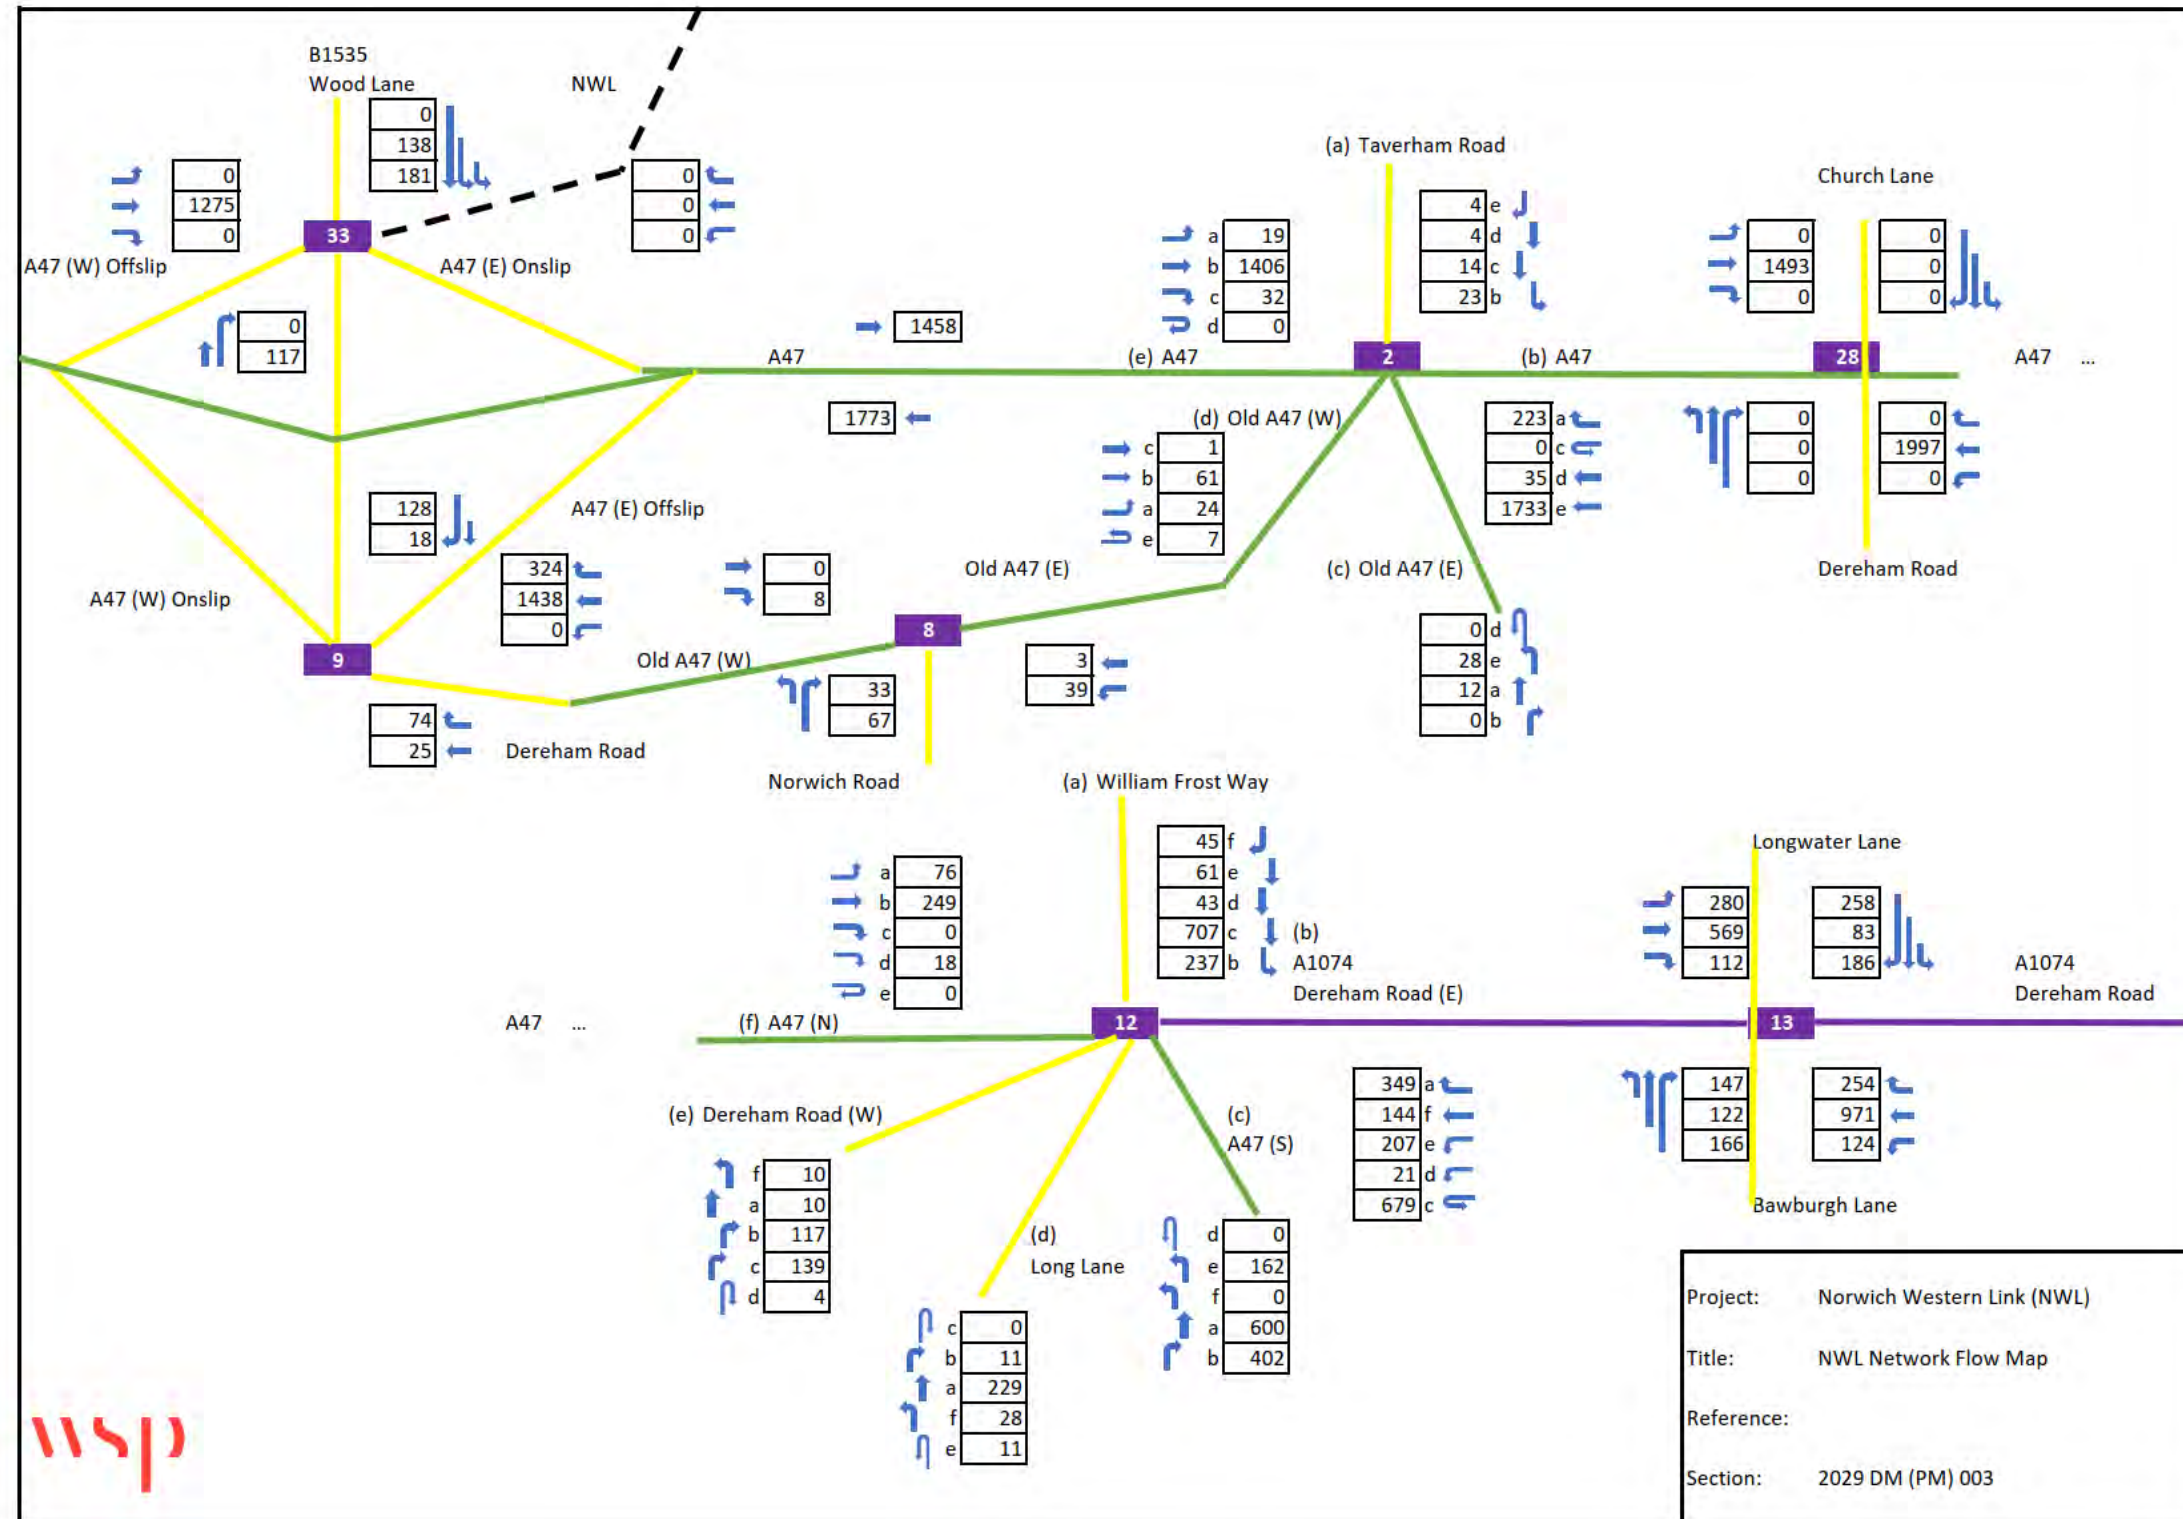 B1535
Wood Lane
NWL
0
138
181
0
1275
0
0
0
0
33
A47 (W) Offslip
A47 (E) Onslip
0
117
1458
A47
1773
128
18
A47 (E) Offslip
A47 (W) Onslip
324
1438
0
9
74
25
Dereham Road
Old A47 (W)
0
8
8
Old A47 (E)
33
67
3
39
Norwich Road
(a) Taverham Road
a 19
b 1406
c 32
d 0
4 e
4 d
14 c
23 b
(e) A47
2
(b) A47
(d) Old A47 (W)
c 1
b 61
a 24
e 7
223 a
0 c
35 d
1733 e
(c) Old A47 (E)
0 d
28 e
12 a
0 b
Church Lane
0
1493
0
0
0
0
28
A47 ...
0
0
0
0
1997
0
Dereham Road
(a) William Frost Way
a 76
b 249
c 0
d 18
e 0
45 f
61 e
43 d
707 c
237 b
(b)
A1074
Dereham Road (E)
A47 ...
(f) A47 (N)
12
(e) Dereham Road (W)
f 10
a 10
b 117
c 139
d 4
(d)
Long Lane
c 0
b 11
a 229
f 28
e 11
(c)
A47 (S)
d 0
e 162
f 0
a 600
b 402
349 a
144 f
207 e
21 d
679 c
Longwater Lane
280
569
112
258
83
186
A1074
Dereham Road
13
147
122
166
254
971
124
Bawburgh Lane
Project: Norwich Western Link (NWL)
Title: NWL Network Flow Map
Reference:
Section: 2029 DM (PM) 003
wsp